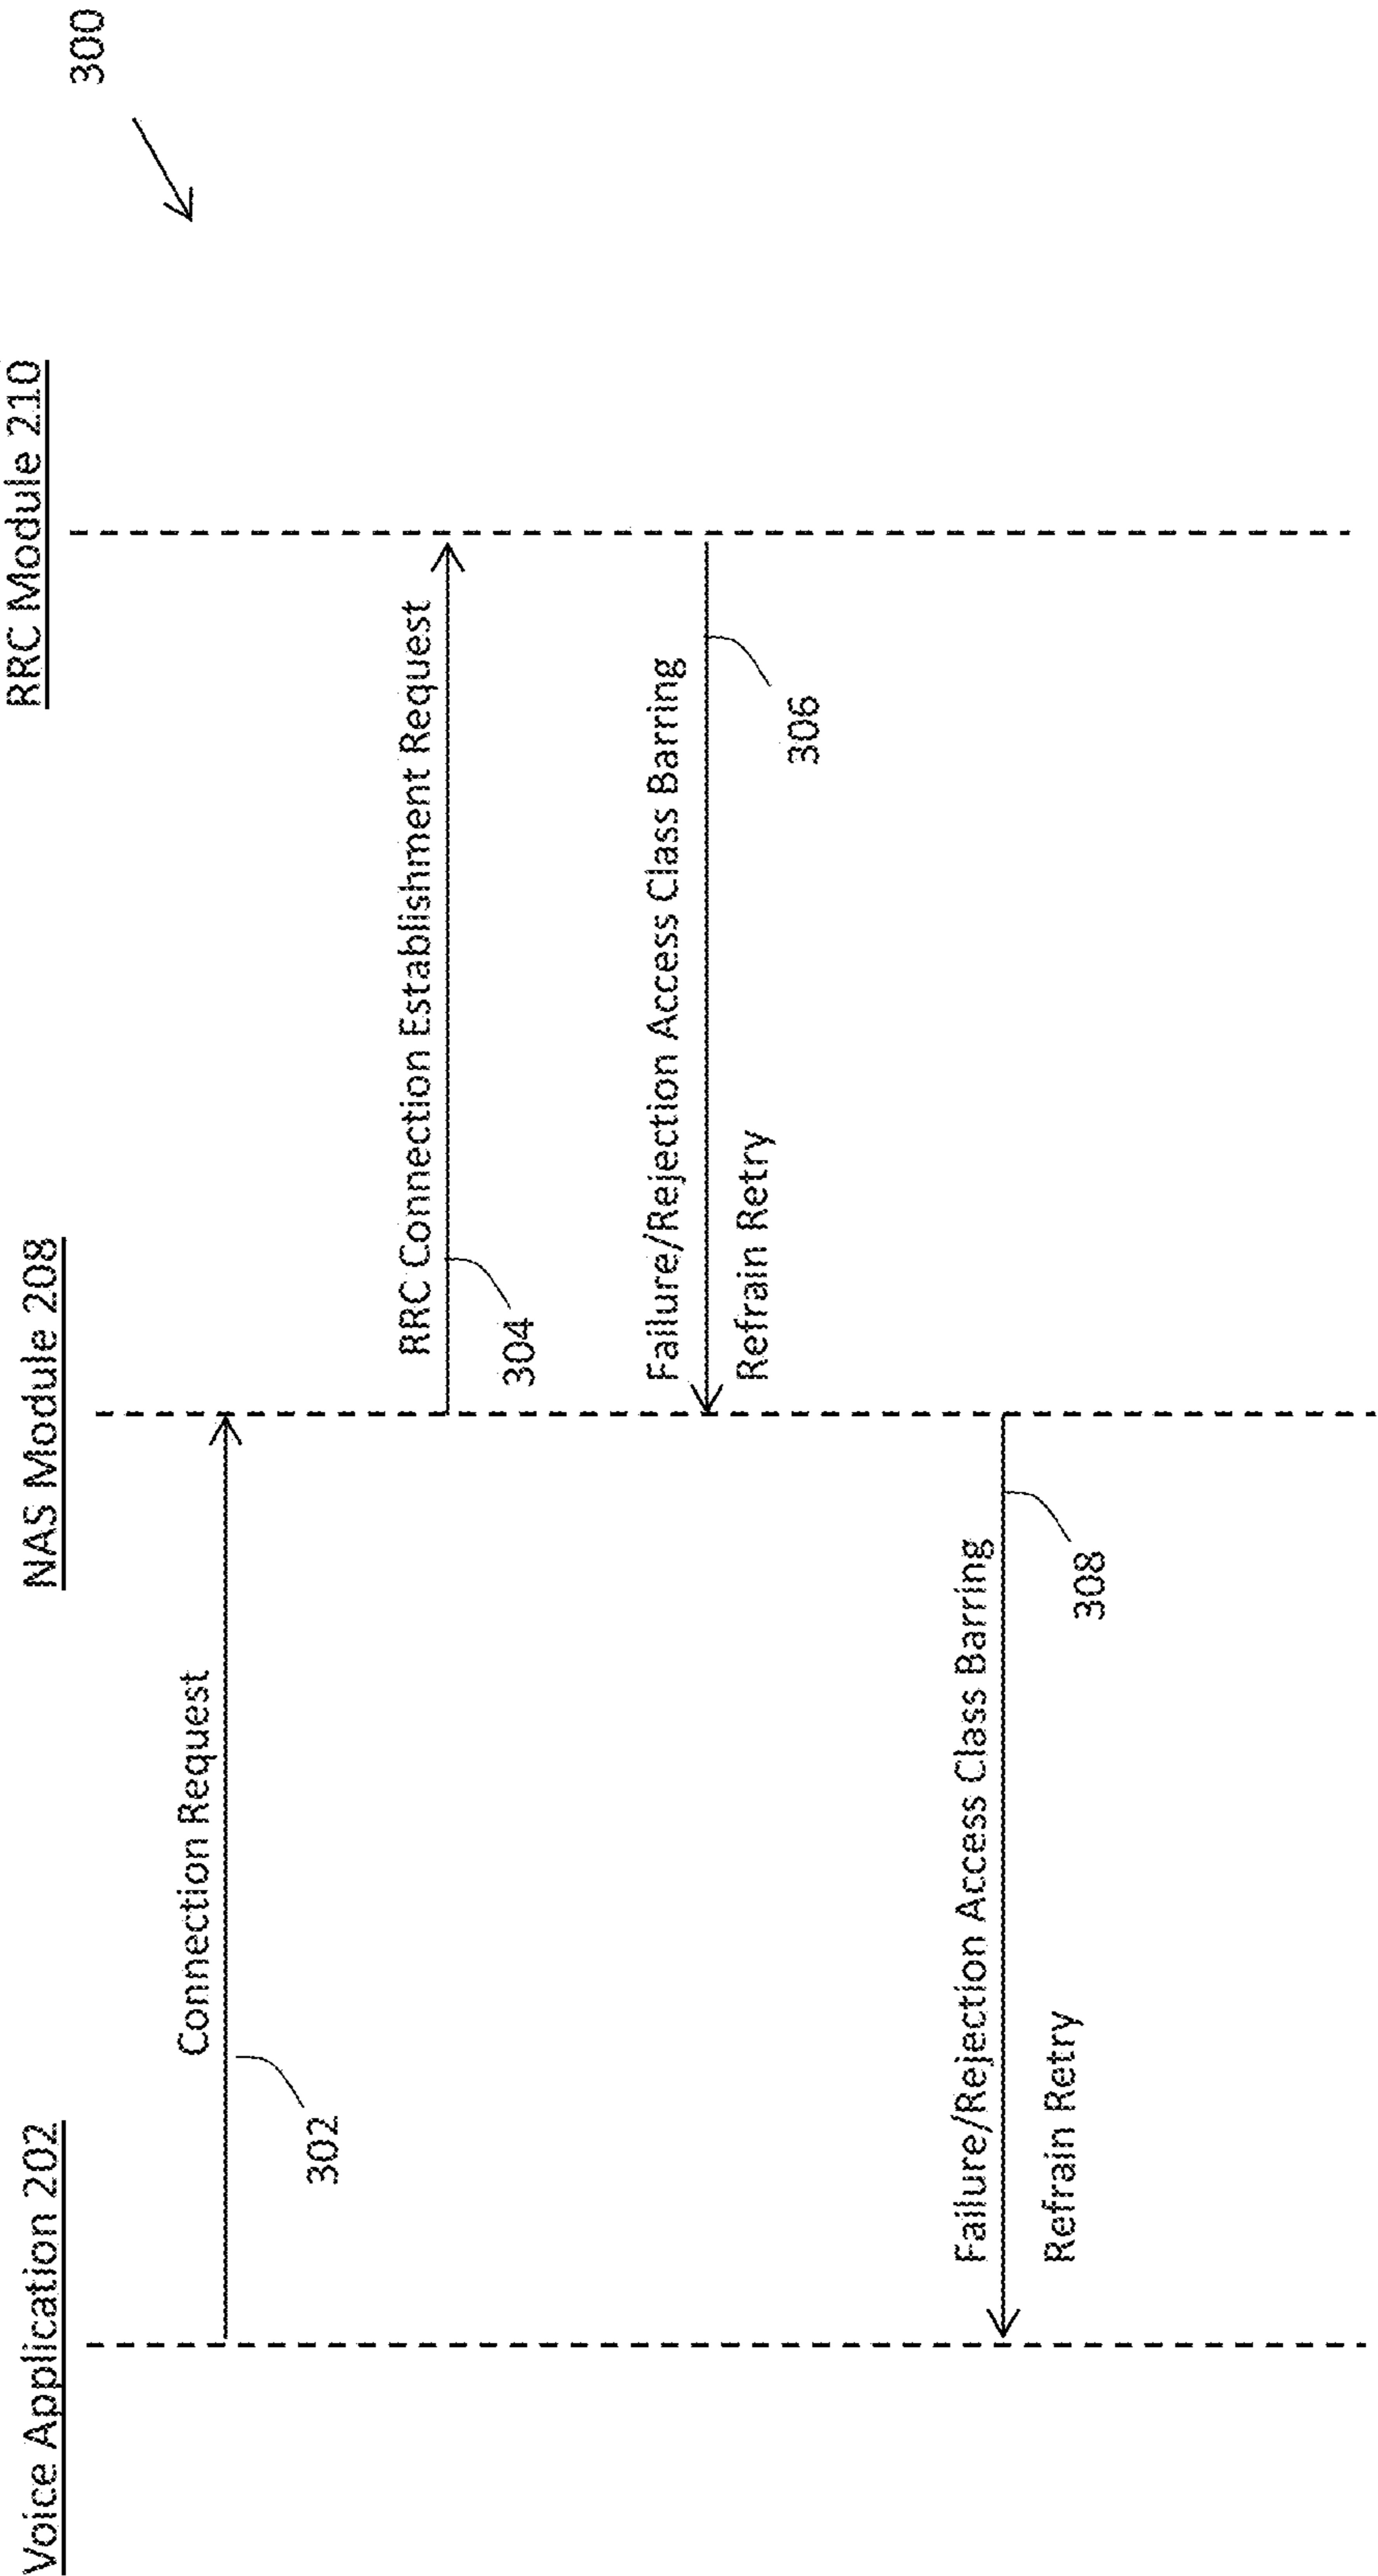 300
Voice Application 202
NAS Module 208
RRC Module 210
Connection Request
302
RRC Connection Establishment Request
304
Failure/Rejection Access Class Barring
306
Refrain Retry
Failure/Rejection Access Class Barring
308
Refrain Retry